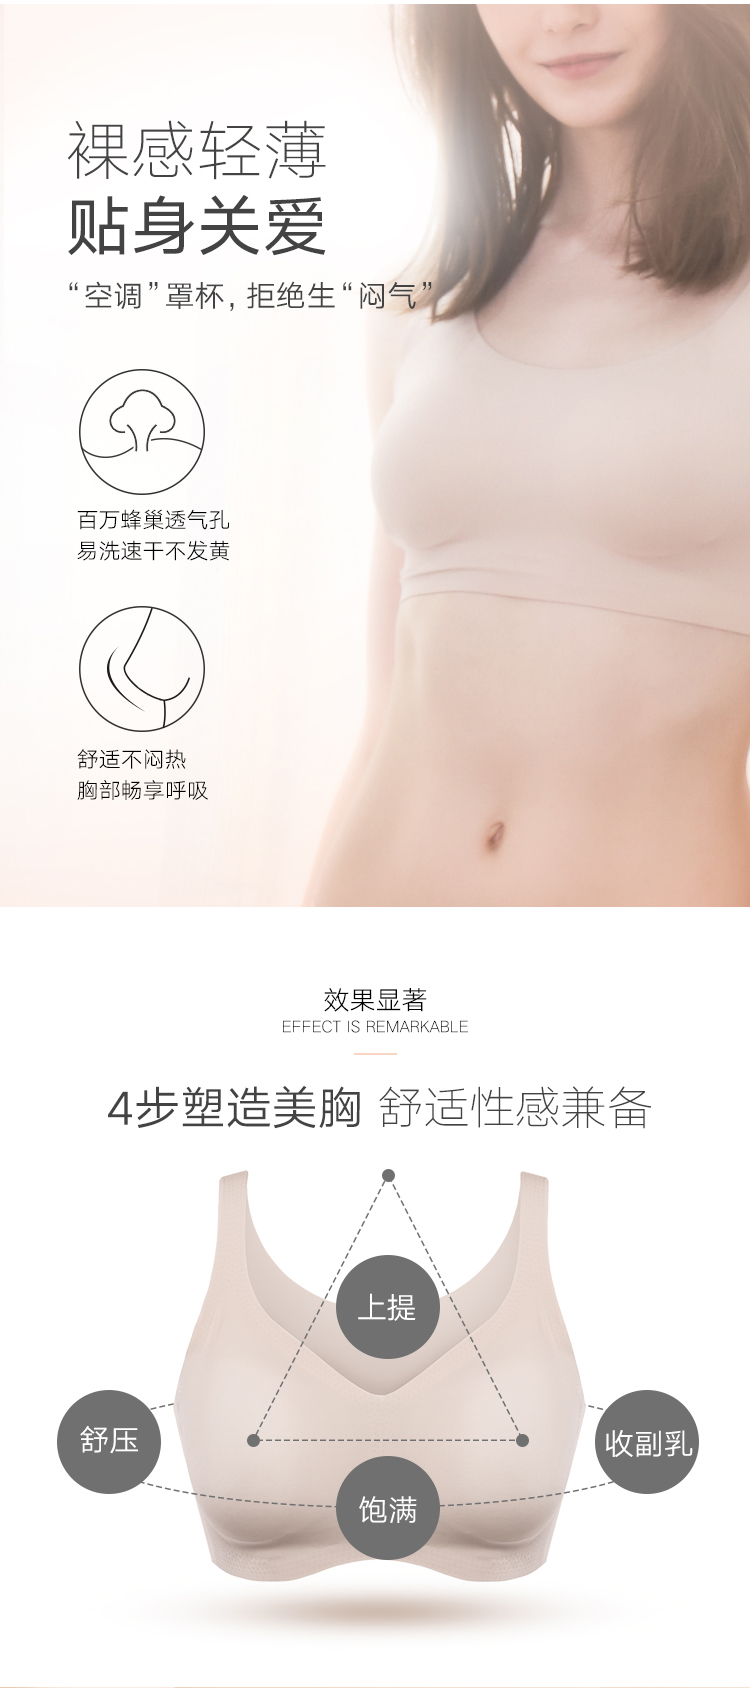 裸感轻薄
贴身关爱
“空调”罩杯，拒绝生“闷气”
百万蜂巢透气孔
易洗速干不发黄
舒适不闷热
胸部畅享呼吸
效果显著
EFFECT IS REMARKABLE
4步塑造美胸 舒适性感兼备
上提
舒压
收副乳
饱满